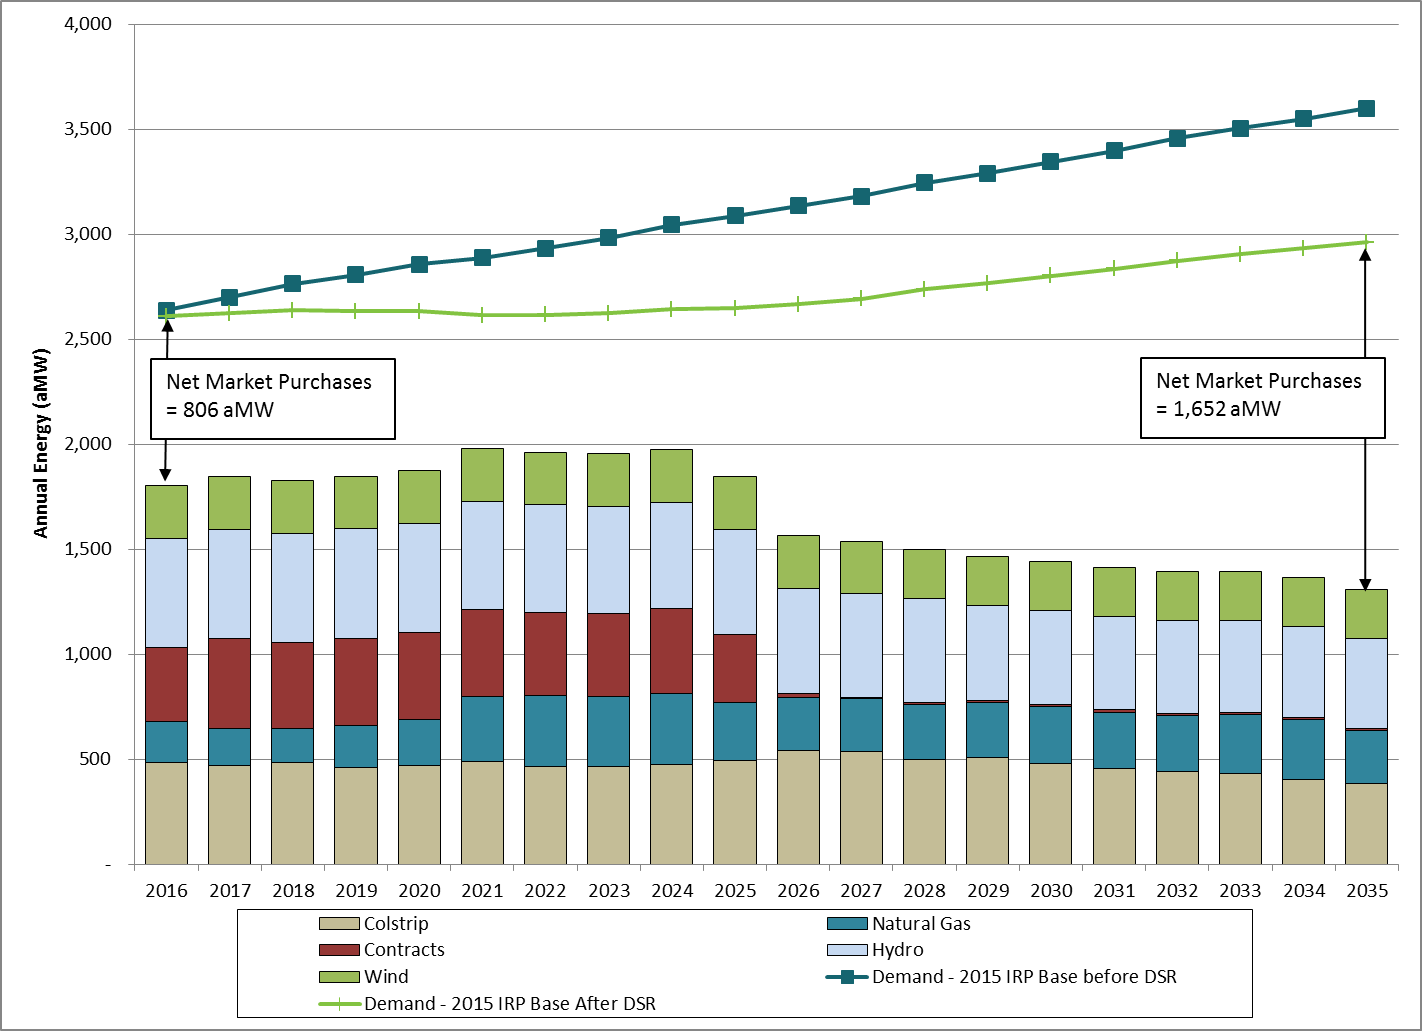 4,000
3,500
3,000
2,500
2,000
1,500
1,000
500
-
Annual Energy (aMW)
Net Market Purchases
= 806 aMW
Net Market Purchases
= 1,652 aMW
2016 2017 2018 2019 2020 2021 2022 2023 2024 2025 2026 2027 2028 2029 2030 2031 2032 2033 2034 2035
Colstrip Natural Gas
Contracts Hydro
Wind Demand - 2015 IRP Base before DSR
Demand - 2015 IRP Base After DSR